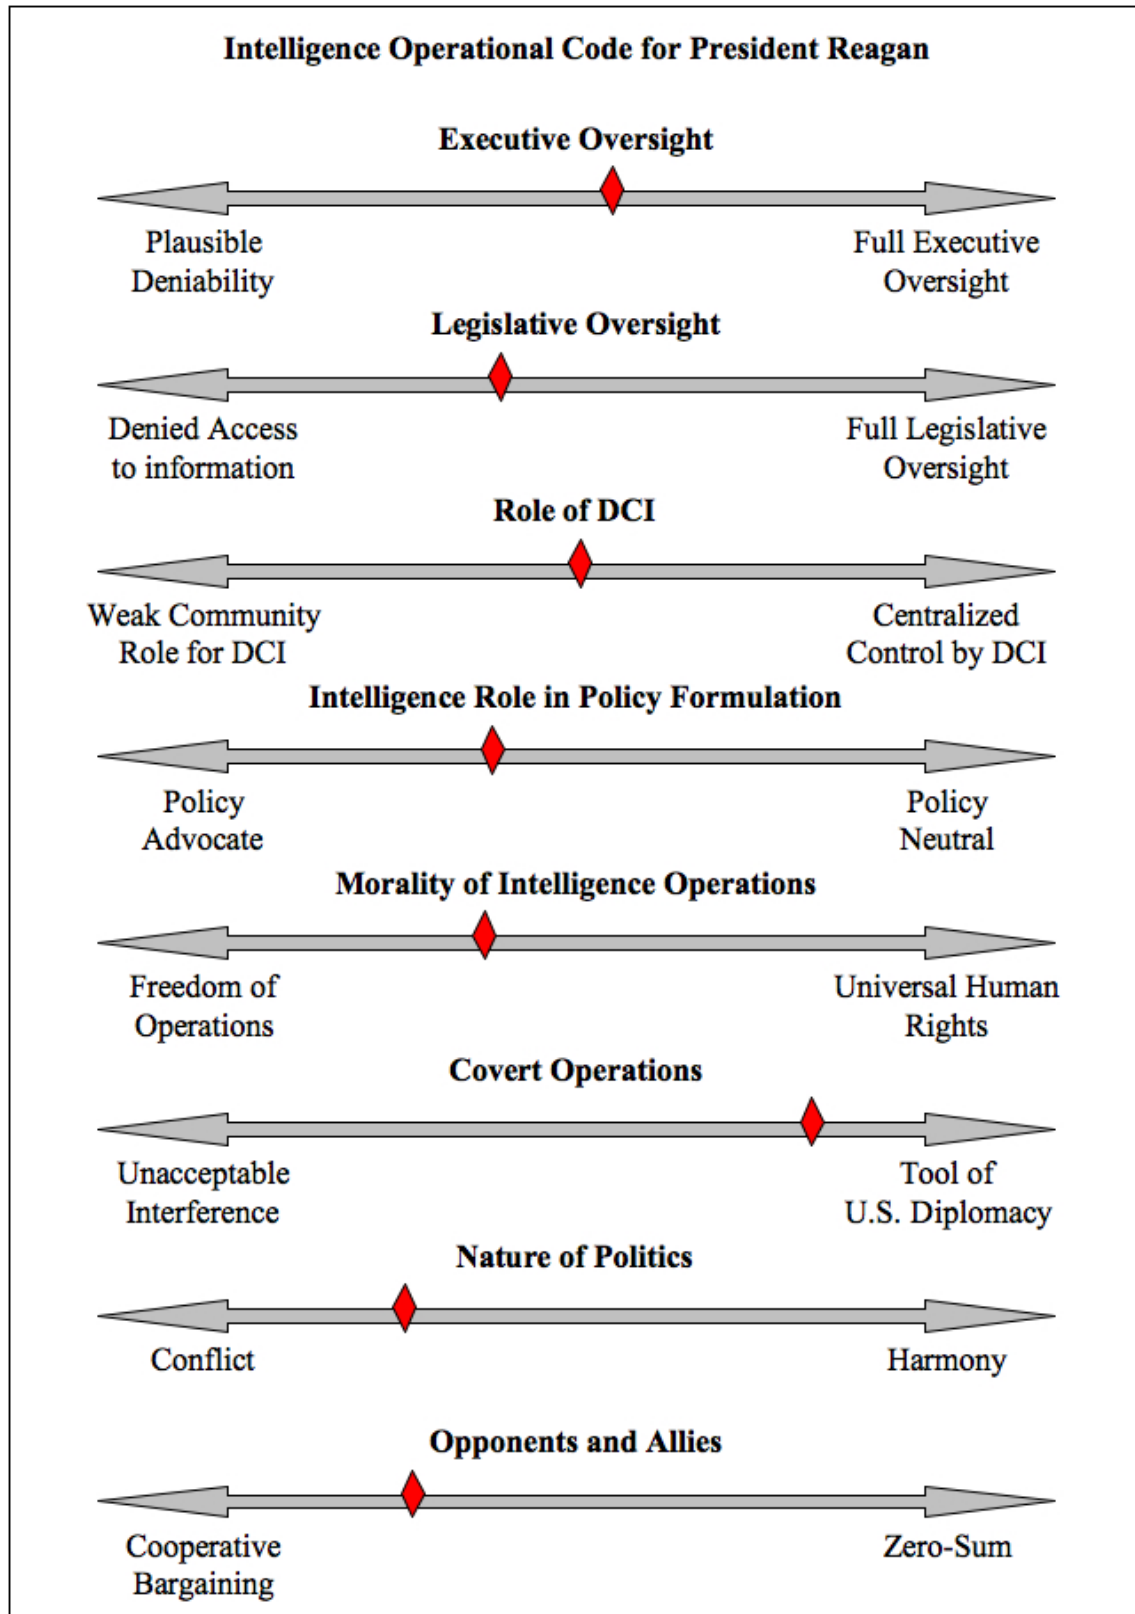 Intelligence Operational Code for President Reagan
Executive Oversight
Plausible
Deniability
Full Executive
Oversight
Legislative Oversight
Denied Access
to information
Full Legislative
Oversight
Role of DCI
Weak Community
Role for DCI
Centralized
Control by DCI
Intelligence Role in Policy Formulation
Policy
Advocate
Policy
Neutral
Morality of Intelligence Operations
Freedom of
Operations
Universal Human
Rights
Covert Operations
Unacceptable
Interference
Tool of
U.S. Diplomacy
Nature of Politics
Conflict
Harmony
Opponents and Allies
Cooperative
Bargaining
Zero-Sum